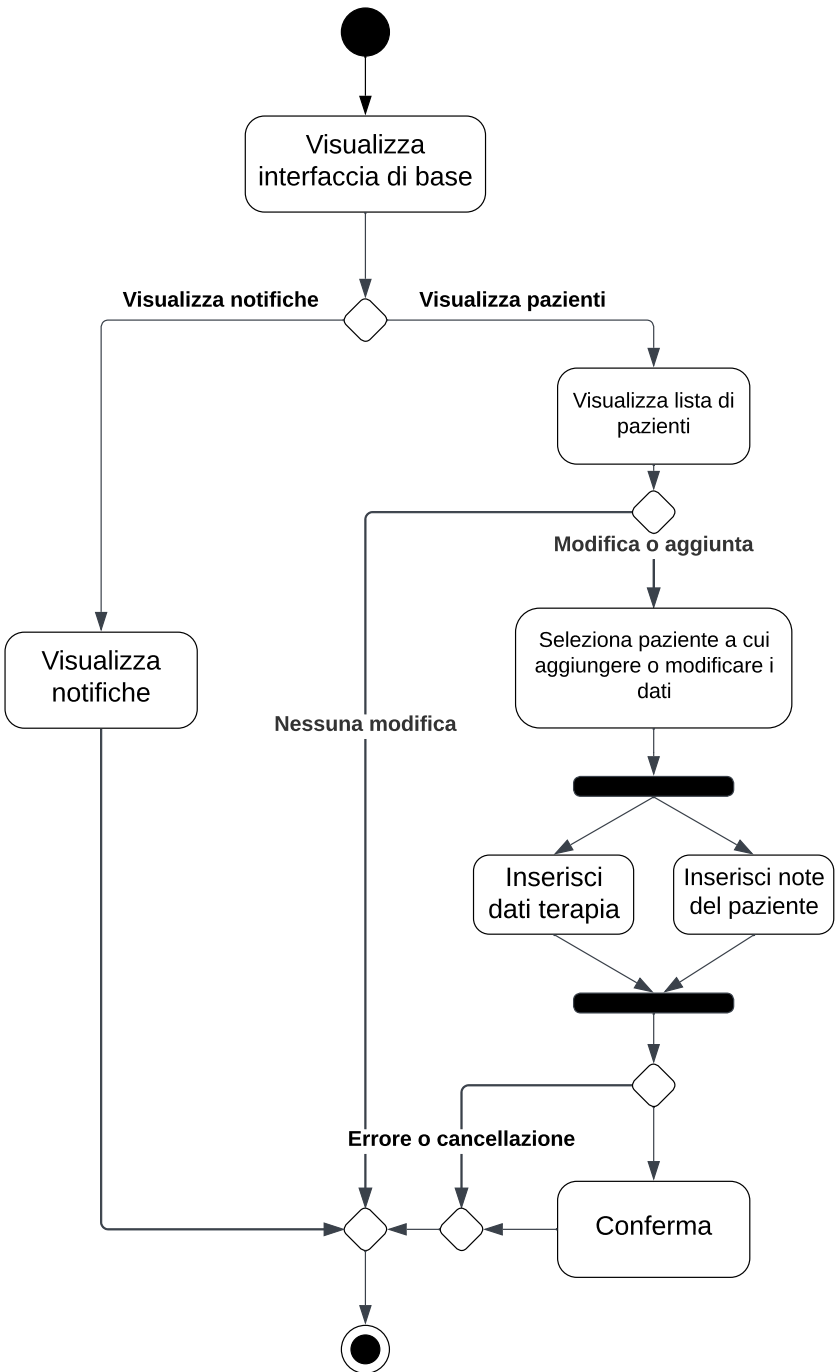 Visualizza
interfaccia di base
Visualizza notifiche
Visualizza pazienti
Visualizza lista di
pazienti
Modifica o aggiunta
Seleziona paziente a cui
aggiungere o modificare i
dati
Visualizza
notifiche
Nessuna modifica
Inserisci
dati terapia
Inserisci note
del paziente
Errore o cancellazione
Conferma